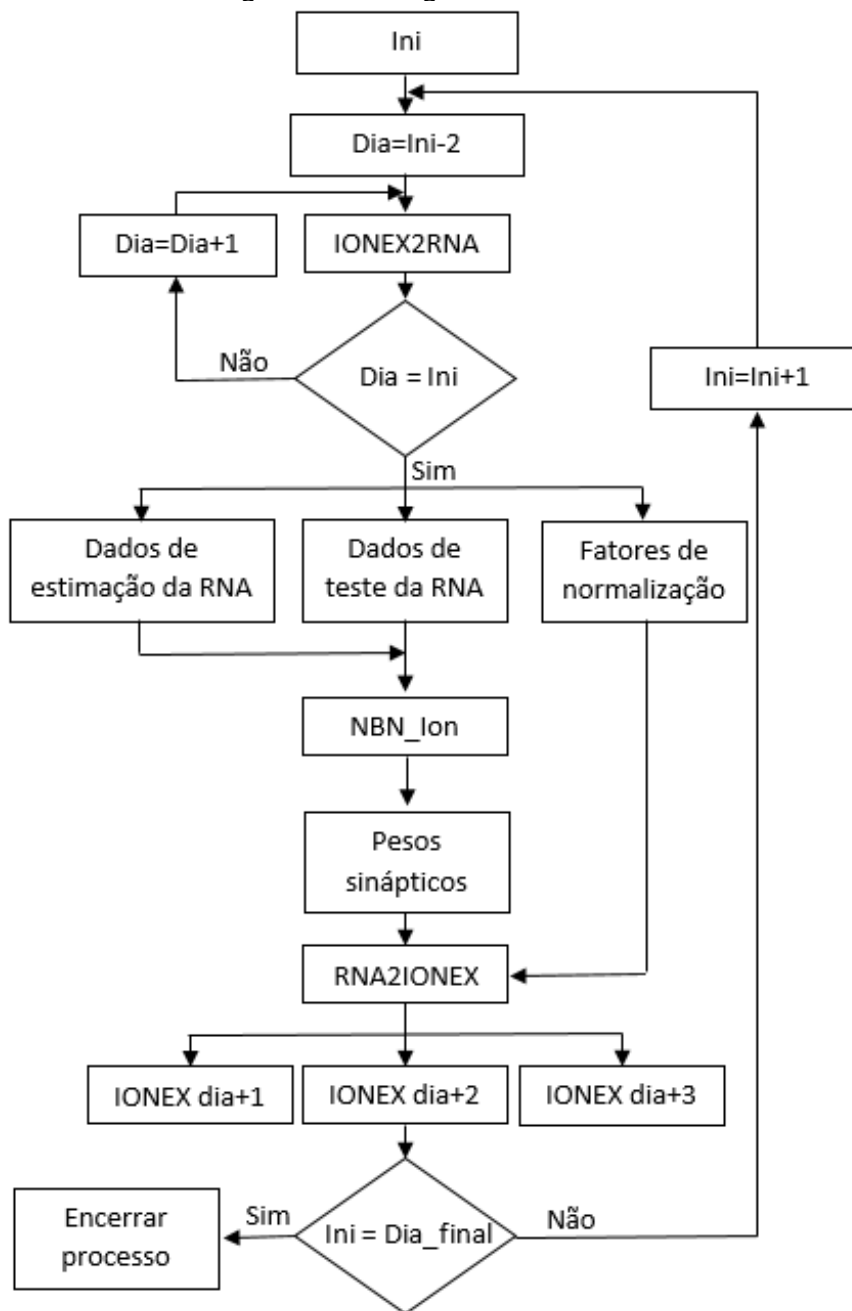 Ini
Dia=Ini-2
Dia=Dia+1
IONEX2RNA
Não
Dia = Ini
Ini=Ini+1
Sim
Dados de
estimação da RNA
Dados de
teste da RNA
Fatores de
normalização
NBN_Ion
Pesos
sinápticos
RNA2IONEX
IONEX dia+1
IONEX dia+2
IONEX dia+3
Encerrar
processo
Sim
Ini = Dia_final
Não